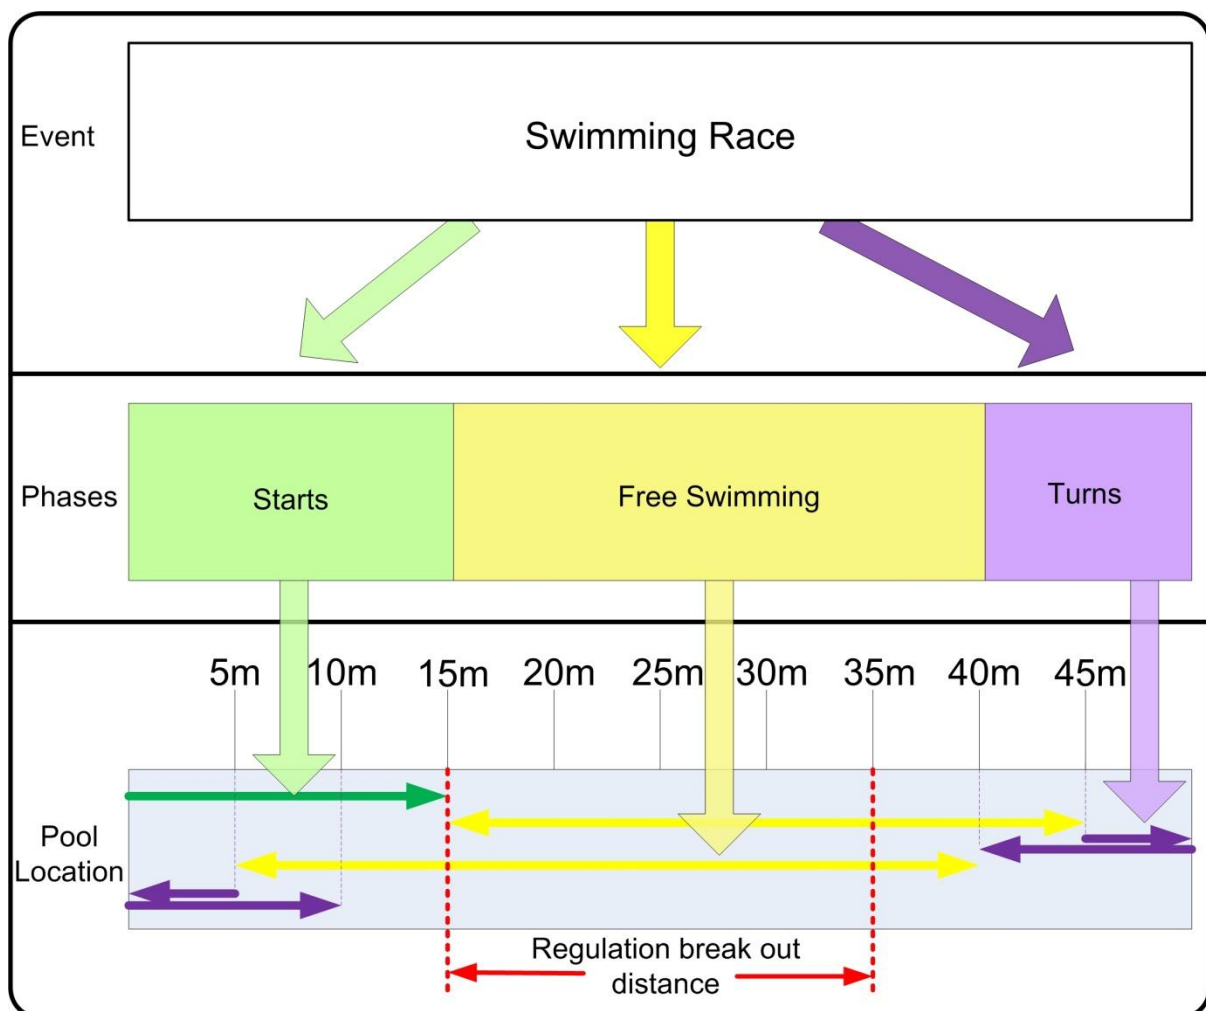 Event
Swimming Race
Phases
Starts
Free Swimming
Turns
5m 10m 15m 20m 25m 30m 35m 40m 45m
Pool
Location
Regulation break out
distance